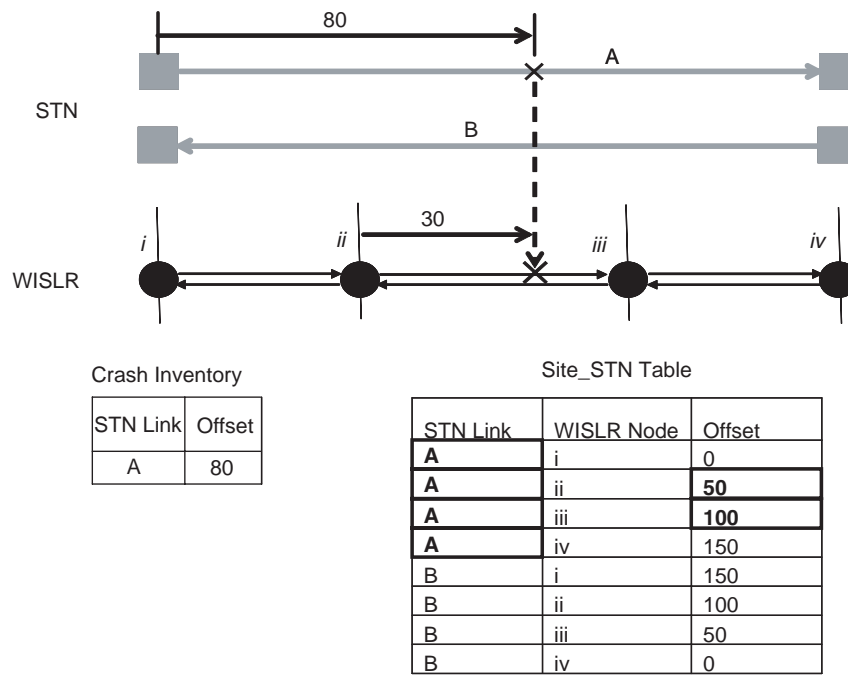 80
A
STN
B
30
i
ii
iii
iv
WISLR
Crash Inventory
STN Link Offset
A 80
Site_STN Table
STN Link WISLR Node Offset
A i 0
A ii 50
A iii 100
A iv 150
B i 150
B ii 100
B iii 50
B iv 0